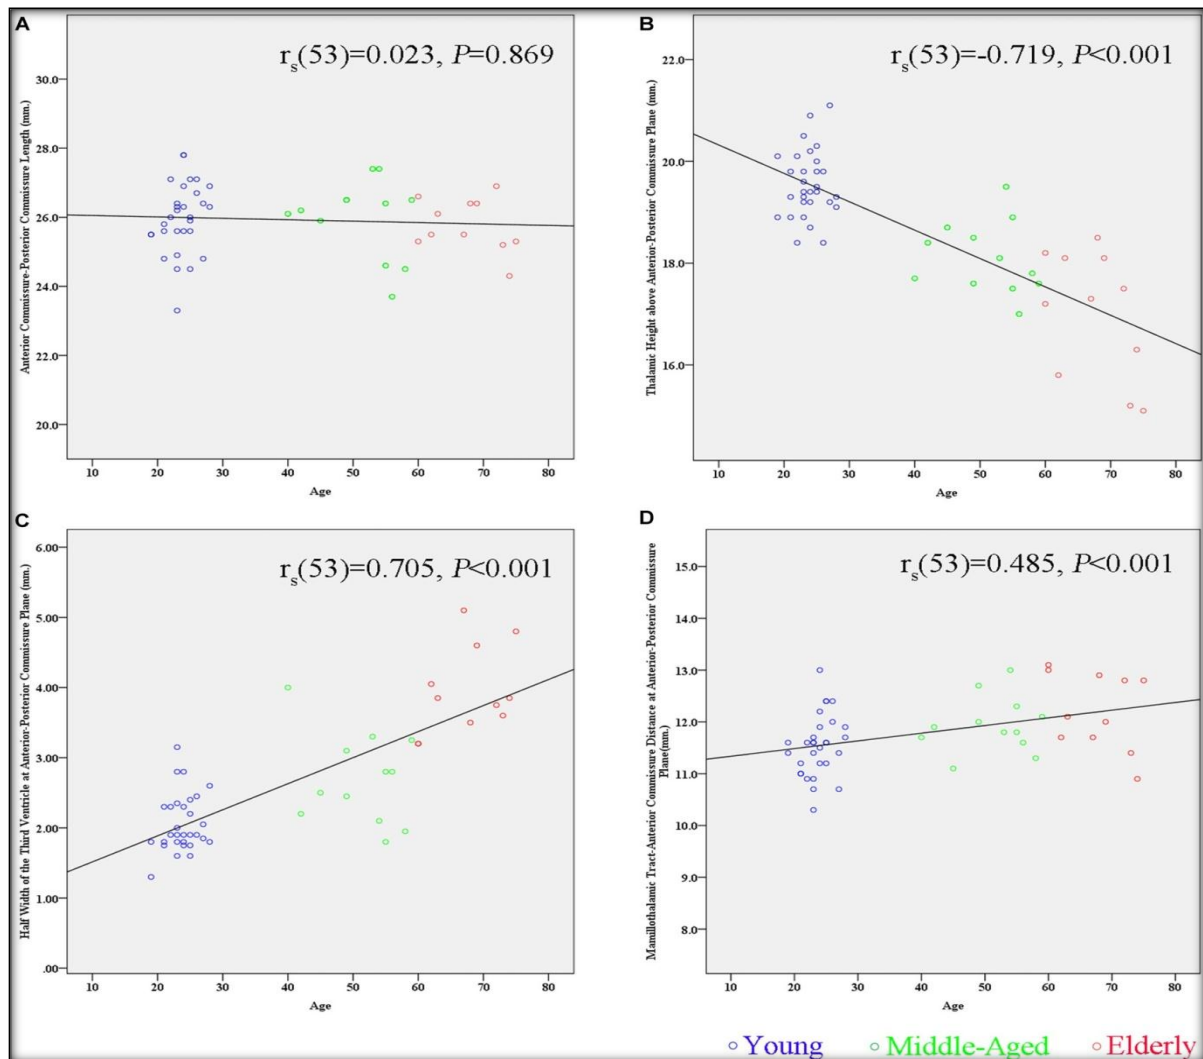 A
r_s(53)=0.023, P=0.869
Anterior Commissure-Posterior Commissure Length (mm.)
30.0
28.0
26.0
24.0
22.0
20.0
10 20 30 40 50 60 70 80
Age
B
r_s(53)=-0.719, P<0.001
Thalamic Height above Anterior-Posterior Commissure Plane (mm.)
22.0
20.0
18.0
16.0
10 20 30 40 50 60 70 80
Age
C
r_s(53)=0.705, P<0.001
Half Width of the Third Ventricle at Anterior-Posterior Commissure Plane (mm.)
6.00
5.00
4.00
3.00
2.00
1.00
.00
10 20 30 40 50 60 70 80
Age
D
r_s(53)=0.485, P<0.001
Mamillothalamic Tract-Anterior Commissure Distance at Anterior-Posterior Commissure
Plane(mm.)
15.0
14.0
13.0
12.0
11.0
10.0
9.0
8.0
10 20 30 40 50 60 70 80
Age
Young Middle-Aged Elderly